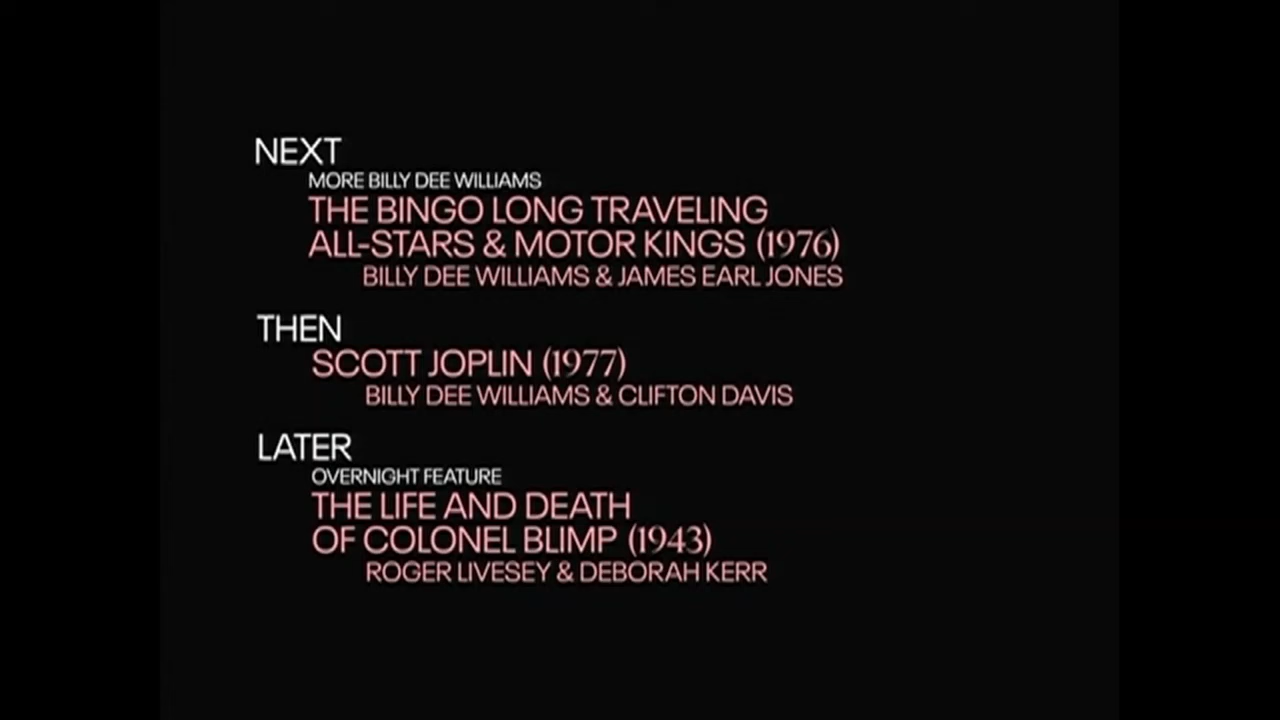 NEXT
MORE BILLY DEE WILLIAMS
THE BINGO LONG TRAVELING
ALL-STARS & MOTOR KINGS (1976)
BILLY DEE WILLIAMS & JAMES EARL JONES
THEN
SCOTT JOPLIN (1977)
BILLY DEE WILLIAMS & CLIFTON DAVIS
LATER
OVERNIGHT FEATURE
THE LIFE AND DEATH
OF COLONEL BLIMP (1943)
ROGER LIVESEY & DEBORAH KERR